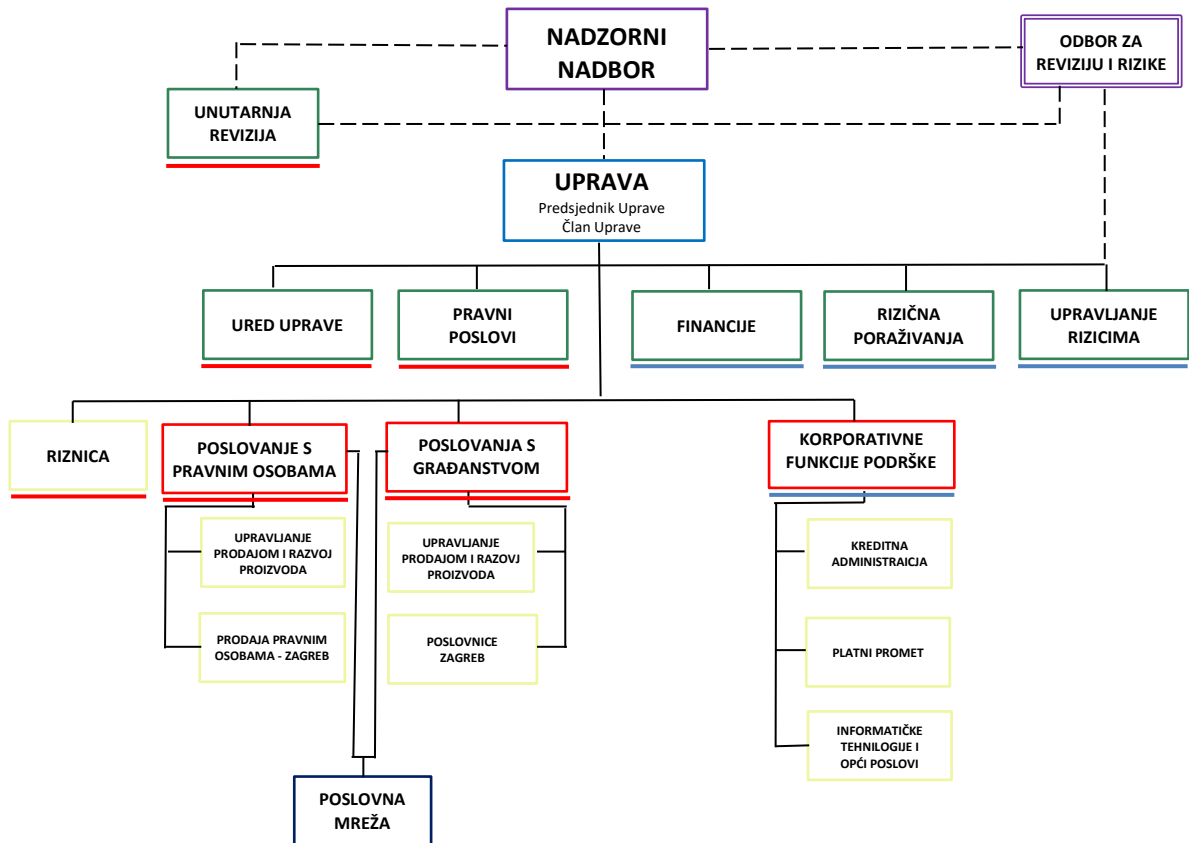 NADZORNI
NADBOR
ODBOR ZA
REVIZIJU I RIZIKE
UNUTARNJA
REVIZIJA
UPRAVA
Predsjednik Uprave
Član Uprave
URED UPRAVE
PRAVNI
POSLOVI
FINANCIJE
RIZIČNA
PORAŽIVANJA
UPRAVLJANJE
RIZICIMA
RIZNICA
POSLOVANJE S
PRAVNIM OSOBAMA
POSLOVANJA S
GRAĐANSTVOM
KORPORATIVNE
FUNKCIJE PODRŠKE
UPRAVLJANJE
PRODAJOM I RAZVOJ
PROIZVODA
UPRAVLJANJE
PRODAJOM I RAZOVJ
PROIZVODA
KREDITNA
ADMINISTRAICJA
PRODAJA PRAVNIM
OSOBAMA - ZAGREB
POSLOVNICE
ZAGREB
PLATNI PROMET
INFORMATIČKE
TEHNILOGIJE I
OPĆI POSLOVI
POSLOVNA
MREŽA